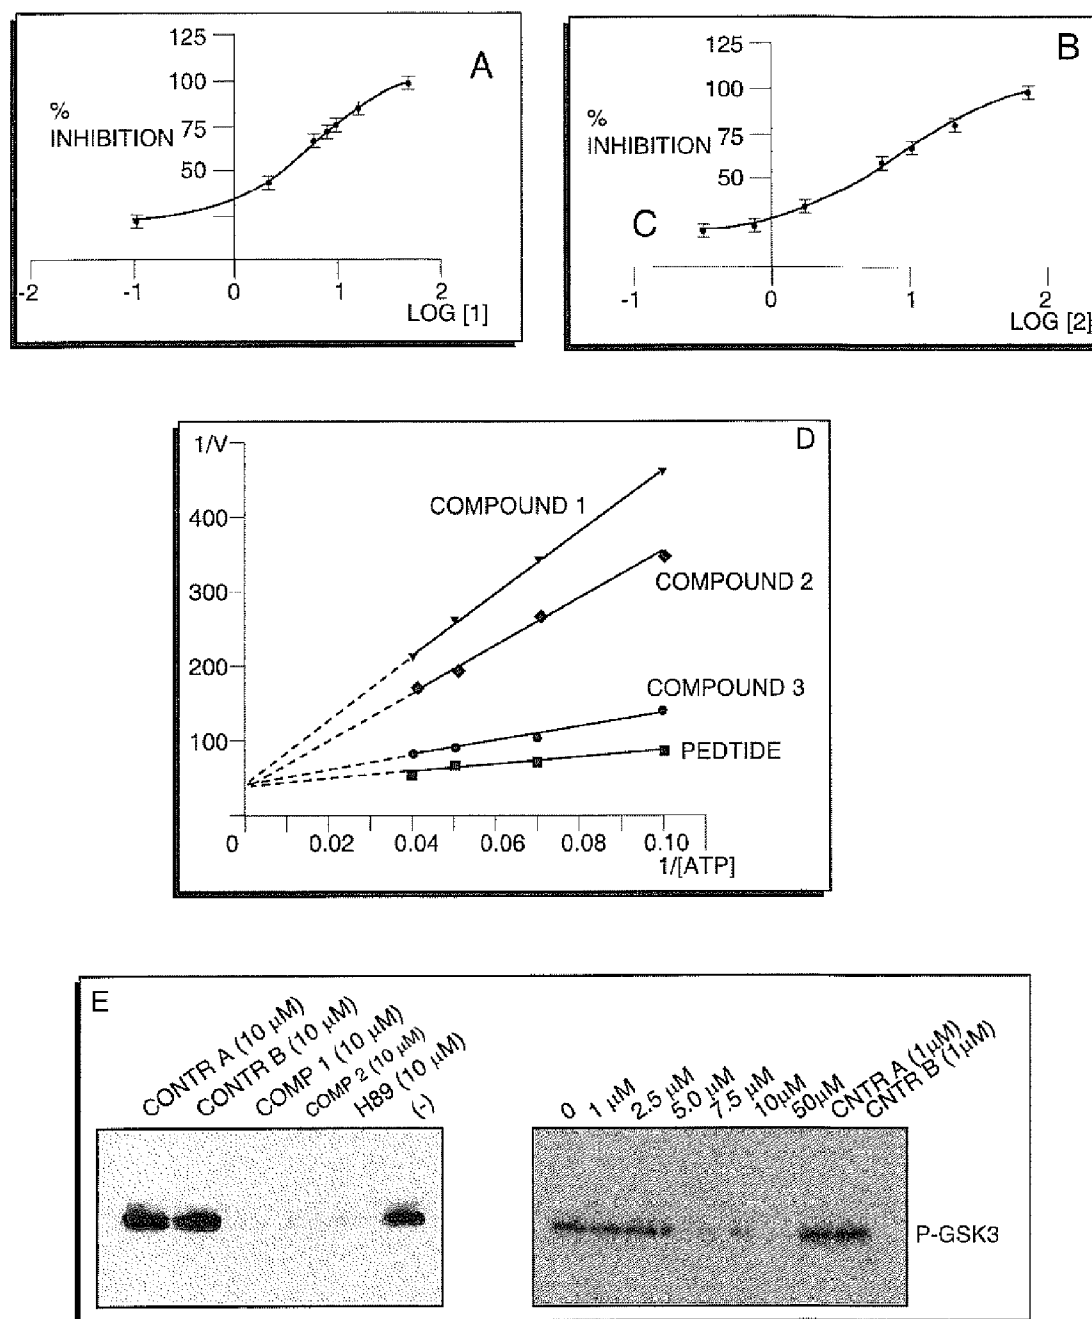 125
100
75
50
%
INHIBITION
A
-2
-1
0
1
2
LOG [1]
125
100
75
50
%
INHIBITION
B
C
-1
0
1
2
LOG [2]
D
1/V
400
300
200
100
COMPOUND 1
COMPOUND 2
COMPOUND 3
PEDTIDE
0
0.02
0.04
0.06
0.08
0.10
1/[ATP]
E
CONTR A (10 µM)
CONTR B (10 µM)
COMP 1 (10 µM)
COMP 2 (10 µM)
H89 (10 µM)
(-)
0
1 µM
2.5 µM
5.0 µM
7.5 µM
10µM
50µM
CNTR A (1µM)
CNTR B (1µM)
P-GSK3